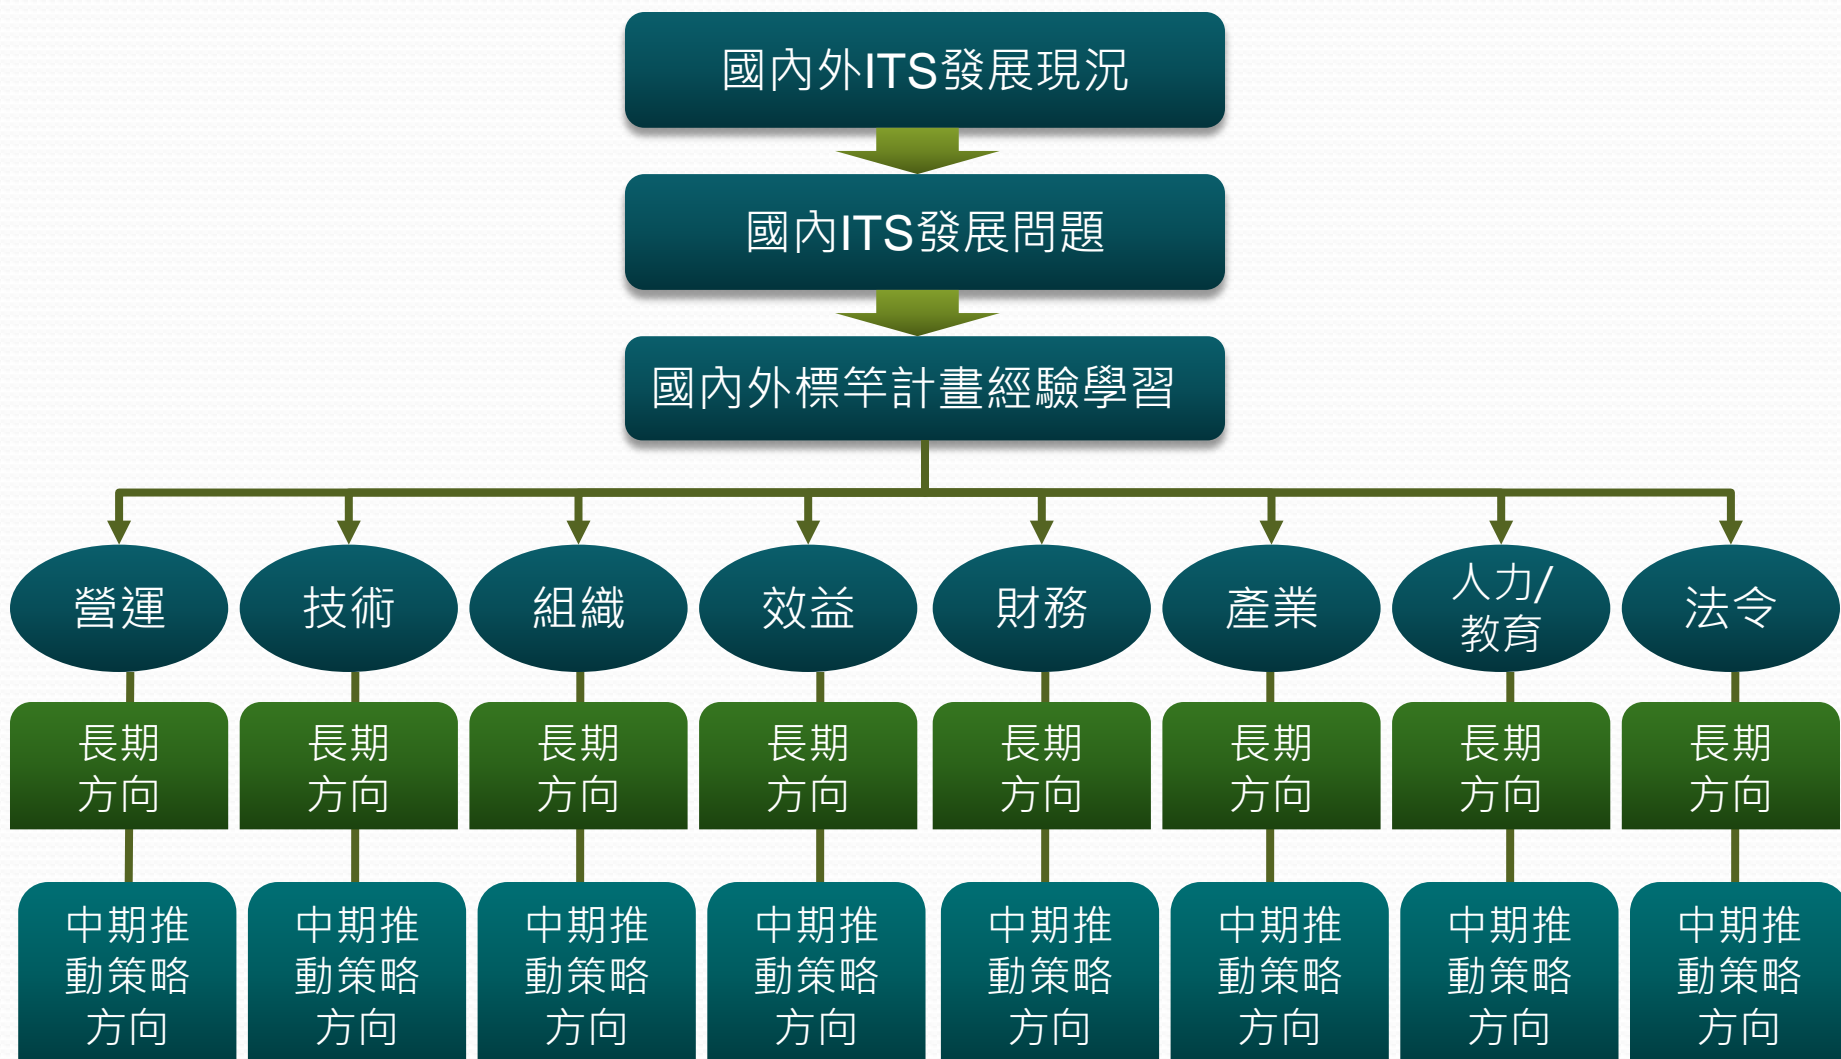 國內外ITS發展現況
國內ITS發展問題
國內外標竿計畫經驗學習
營運
技術
組織
效益
財務
產業
人力/
教育
法令
長期
方向
長期
方向
長期
方向
長期
方向
長期
方向
長期
方向
長期
方向
長期
方向
中期推
動策略
方向
中期推
動策略
方向
中期推
動策略
方向
中期推
動策略
方向
中期推
動策略
方向
中期推
動策略
方向
中期推
動策略
方向
中期推
動策略
方向